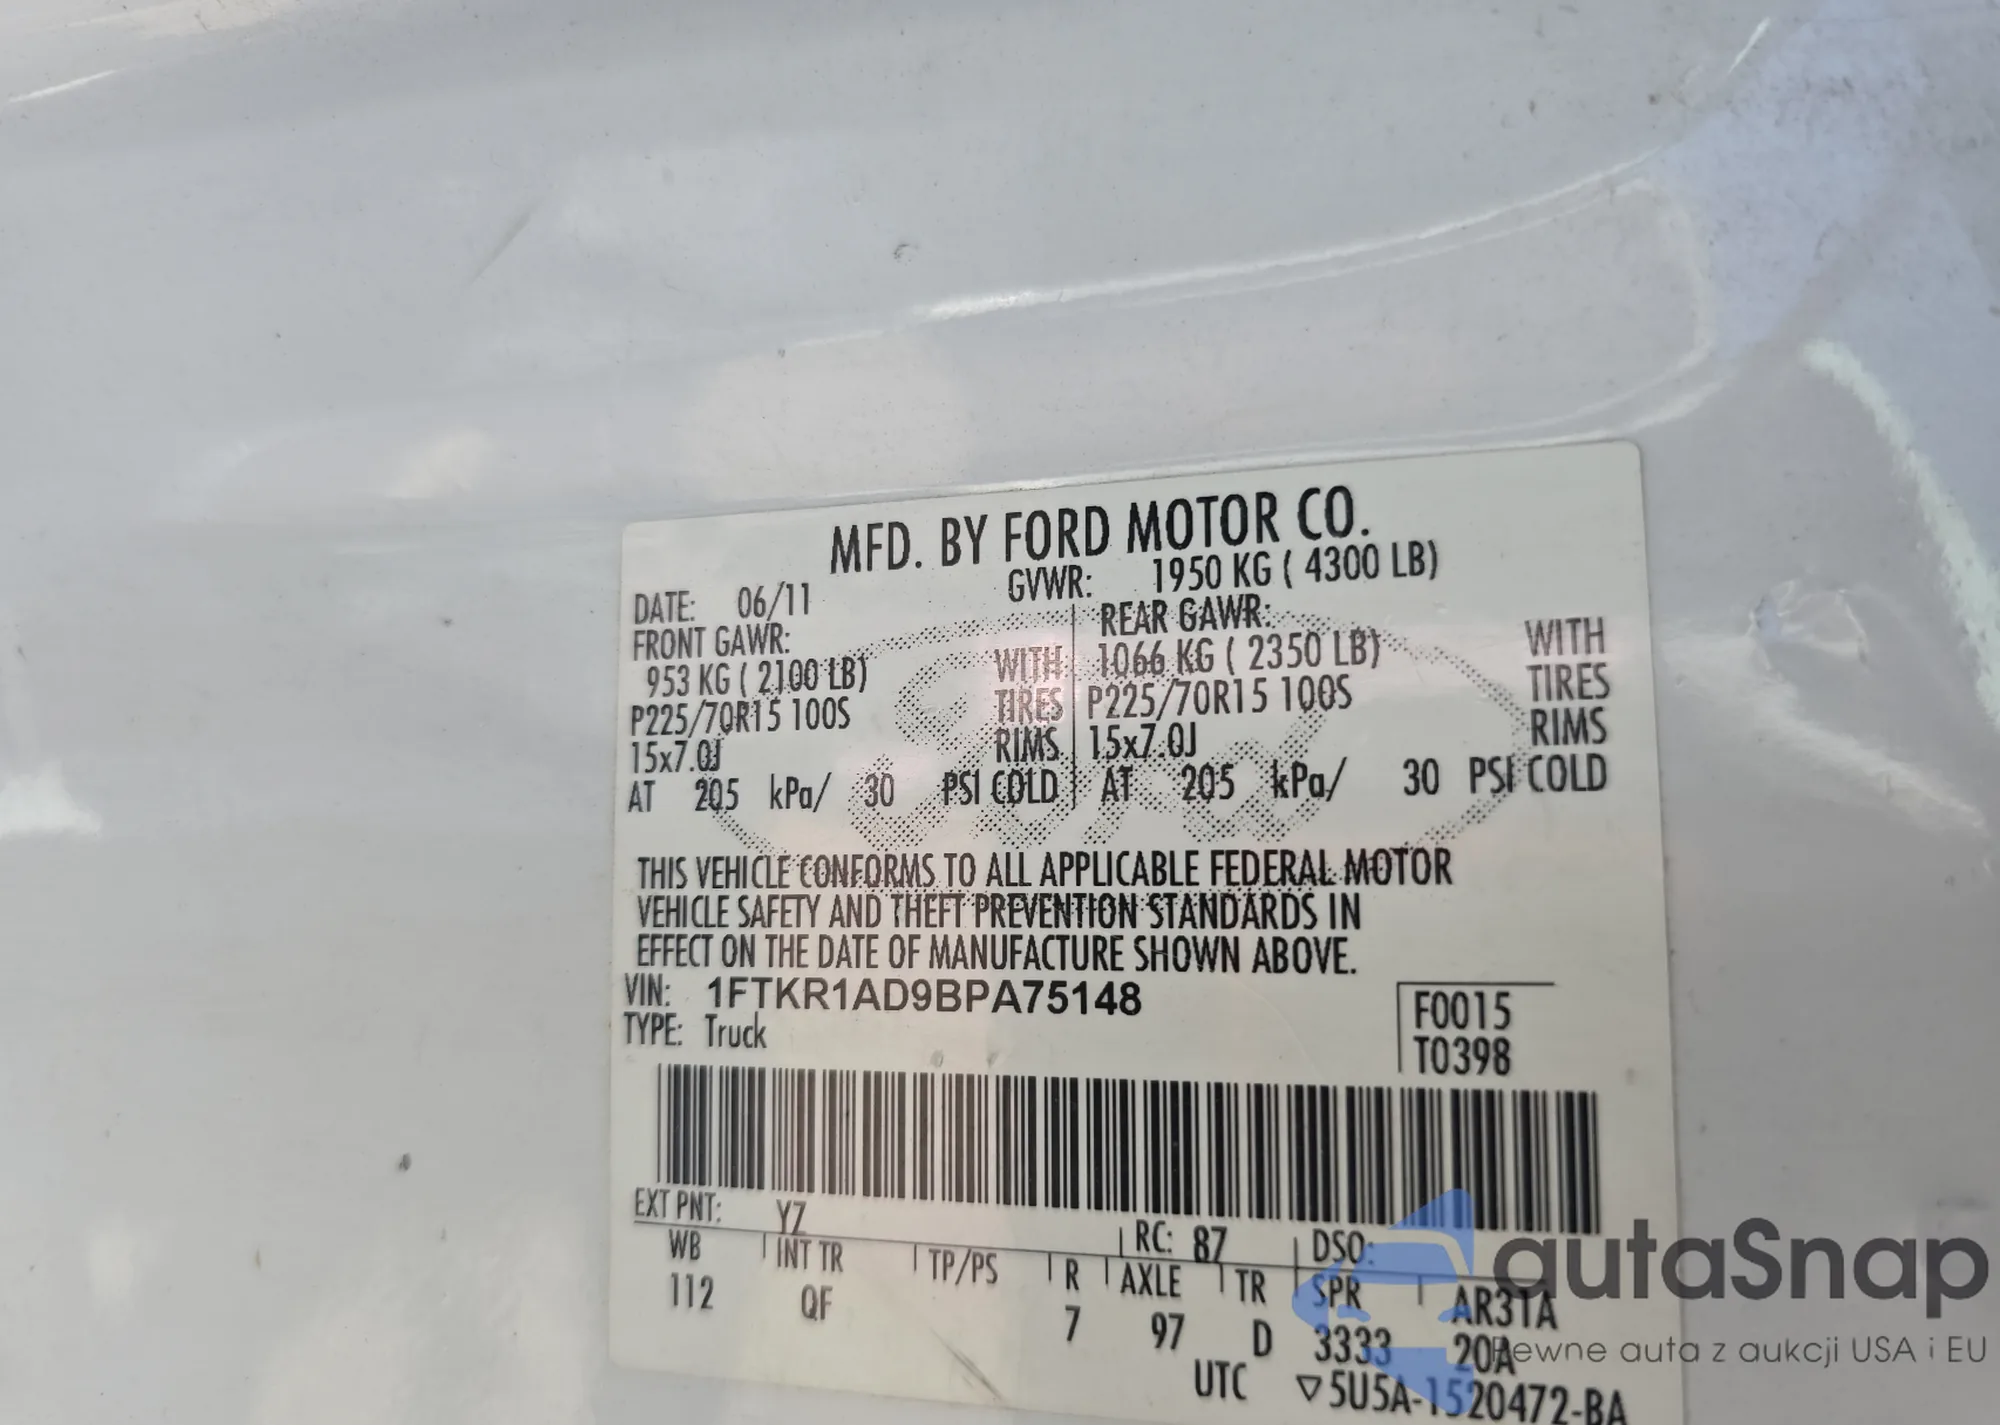 MFD. BY FORD MOTOR CO.
DATE: 06/11 GVWR: 1950 KG ( 4300 LB)
FRONT GAWR: REAR GAWR:
953 KG ( 2100 LB) WITH 1066 KG ( 2350 LB) WITH
P225/70R15 100S TIRES P225/70R15 100S TIRES
15x7.0J RIMS 15x7.0J RIMS
AT 205 kPa/ 30 PSI COLD AT 205 kPa/ 30 PSI COLD
THIS VEHICLE CONFORMS TO ALL APPLICABLE FEDERAL MOTOR
VEHICLE SAFETY AND THEFT PREVENTION STANDARDS IN
EFFECT ON THE DATE OF MANUFACTURE SHOWN ABOVE.
VIN: 1FTKR1AD9BPA75148
TYPE: Truck
F0015
T0398
EXT PNT: YZ RC: 87 DSO:
WB INT TR TP/PS R AXLE TR SPR AR31A
112 QF 7 97 D 3333 20A
UTC ▽5U5A-1520472-BA
Ford
autaSnap
Pewne auta z aukcji USA i EU